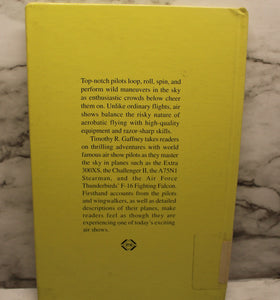 Top-notch pilots loop, roll, spin, and
perform wild maneuvers in the sky
as enthusiastic crowds below cheer
them on. Unlike ordinary flights, air
shows balance the risky nature of
aerobatic flying with high-quality
equipment and razor-sharp skills.
Timothy R. Gaffney takes readers
on thrilling adventures with world
famous air show pilots as they master
the sky in planes such as the Extra
300XS, the Challenger II, the A75N1
Stearman, and the Air Force
Thunderbirds' F-16 Fighting Falcon.
Firsthand accounts from the pilots
and wingwalkers, as well as detailed
descriptions of their planes, make
readers feel as though they are
experiencing one of today's exciting
air shows.